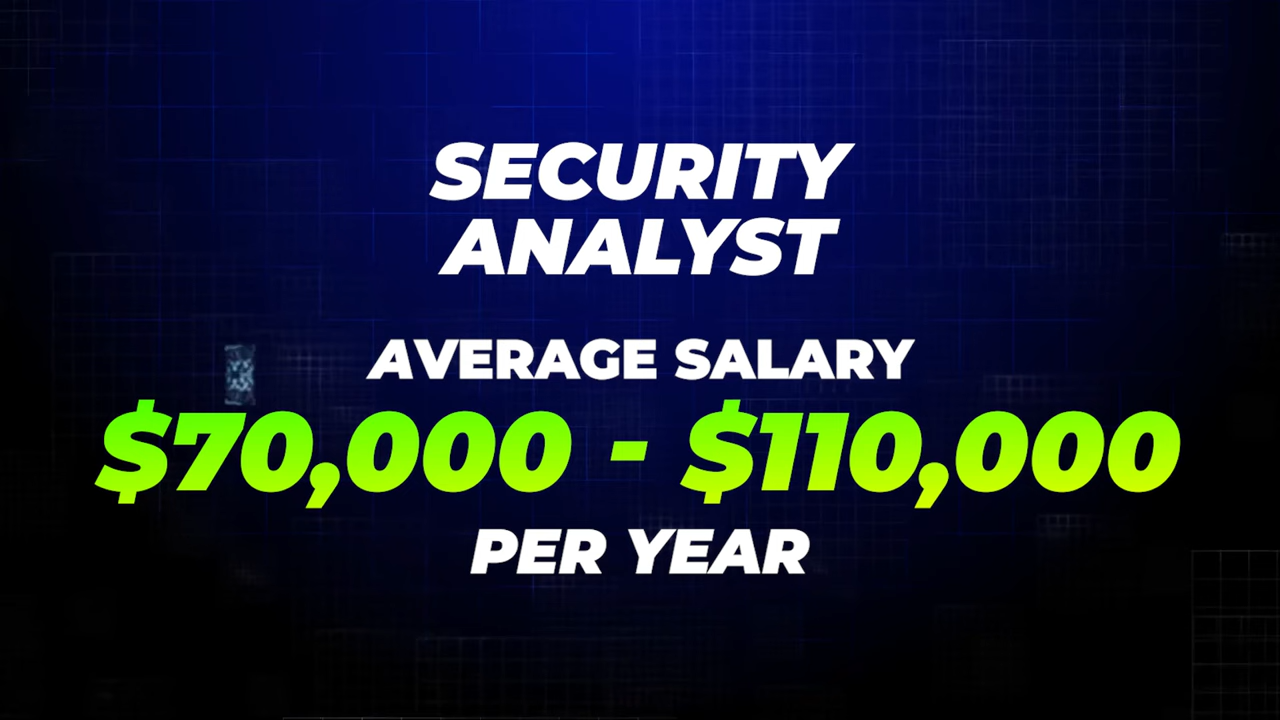 SECURITY
ANALYST
AVERAGE SALARY
$70,000 - $110,000
PER YEAR